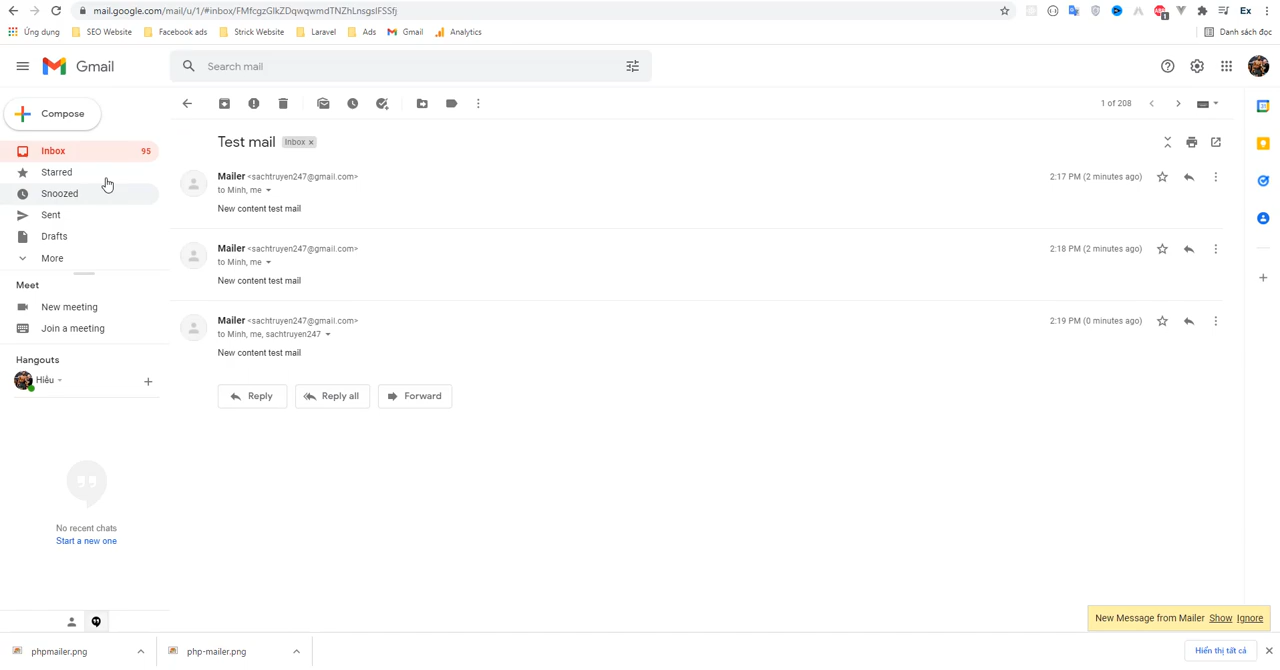 mail.google.com/mail/u/1/#inbox/FMfcgzGlkZDqwqwmdTNZhLnsgslFSSfj
Ex
Ứng dụng SEO Website Facebook ads Strick Website Laravel Ads Gmail Analytics Danh sách đọc
Gmail
Search mail
Compose
1 of 208
Inbox 95
Starred
Snoozed
Sent
Drafts
More
Meet
New meeting
Join a meeting
Hangouts
Hiếu
No recent chats
Start a new one
Test mail Inbox x
Mailer <sachtruyen247@gmail.com> 2:17 PM (2 minutes ago)
to Minh, me
New content test mail
Mailer <sachtruyen247@gmail.com> 2:18 PM (2 minutes ago)
to Minh, me
New content test mail
Mailer <sachtruyen247@gmail.com> 2:19 PM (0 minutes ago)
to Minh, me, sachtruyen247
New content test mail
Reply Reply all Forward
New Message from Mailer Show Ignore
phpmailer.png php-mailer.png Hiển thị tất cả